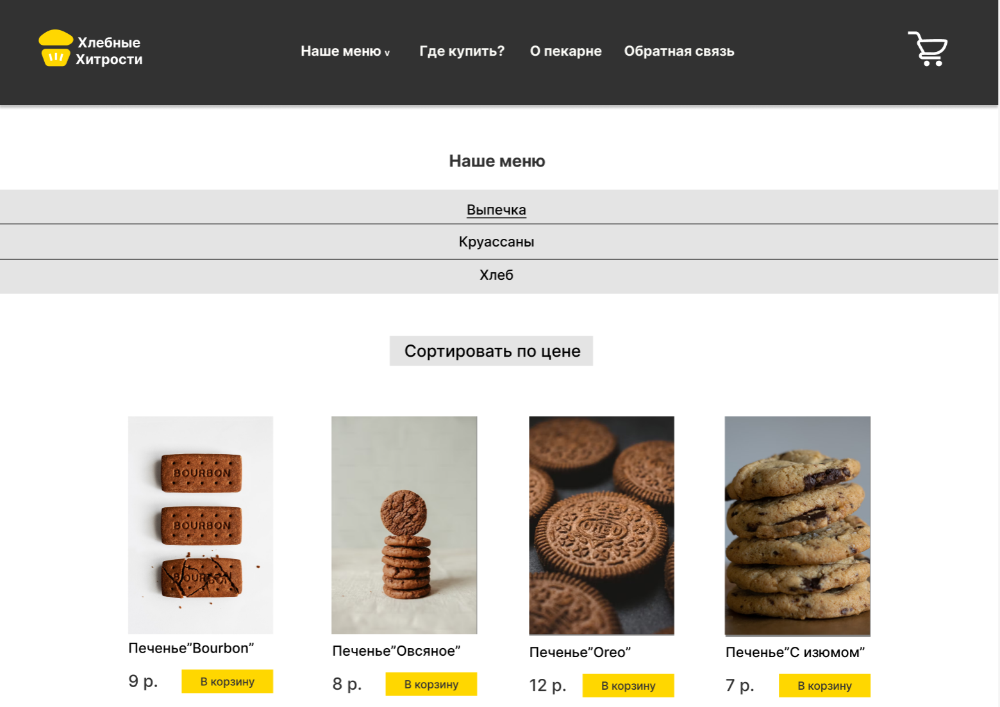 Хлебные
Хитрости
Наше меню v
Где купить?
О пекарне
Обратная связь
Наше меню
Выпечка
Круассаны
Хлеб
Сортировать по цене
BOURBON
BOURBON
BOURBON
OREO
Печенье”Bourbon”
Печенье”Овсяное”
Печенье”Oreo”
Печенье”С изюмом”
9 р.
В корзину
8 р.
В корзину
12 р.
В корзину
7 р.
В корзину